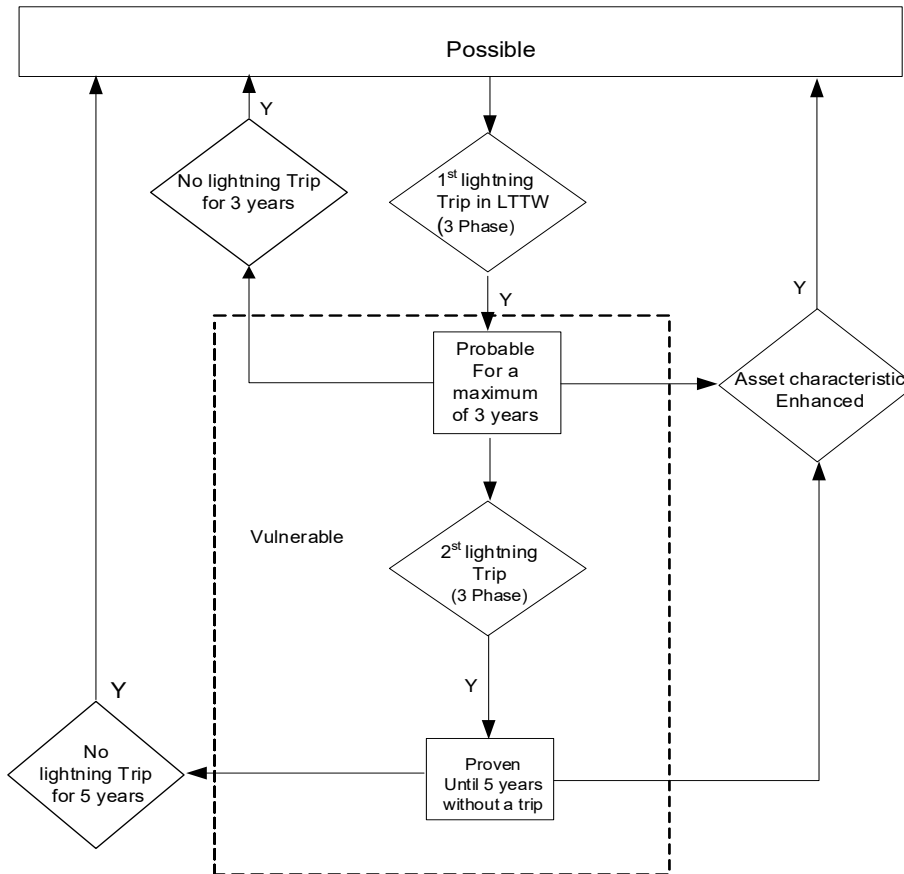 Possible
Y
No lightning Trip
for 3 years
1st lightning
Trip in LTTW
(3 Phase)
Y
Y
Probable
For a
maximum
of 3 years
Asset characteristic
Enhanced
Vulnerable
2st lightning
Trip
(3 Phase)
Y
Y
No
lightning Trip
for 5 years
Proven
Until 5 years
without a trip